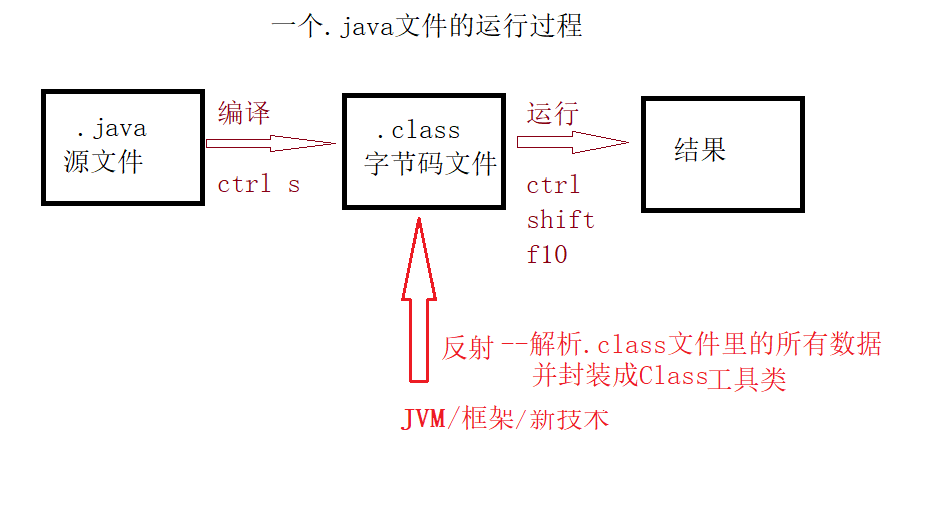 一个.java文件的运行过程
.java
源文件
编译
ctrl s
.class
字节码文件
运行
ctrl
shift
f10
结果
反射--解析.class文件里的所有数据
并封装成Class工具类
JVM/框架/新技术